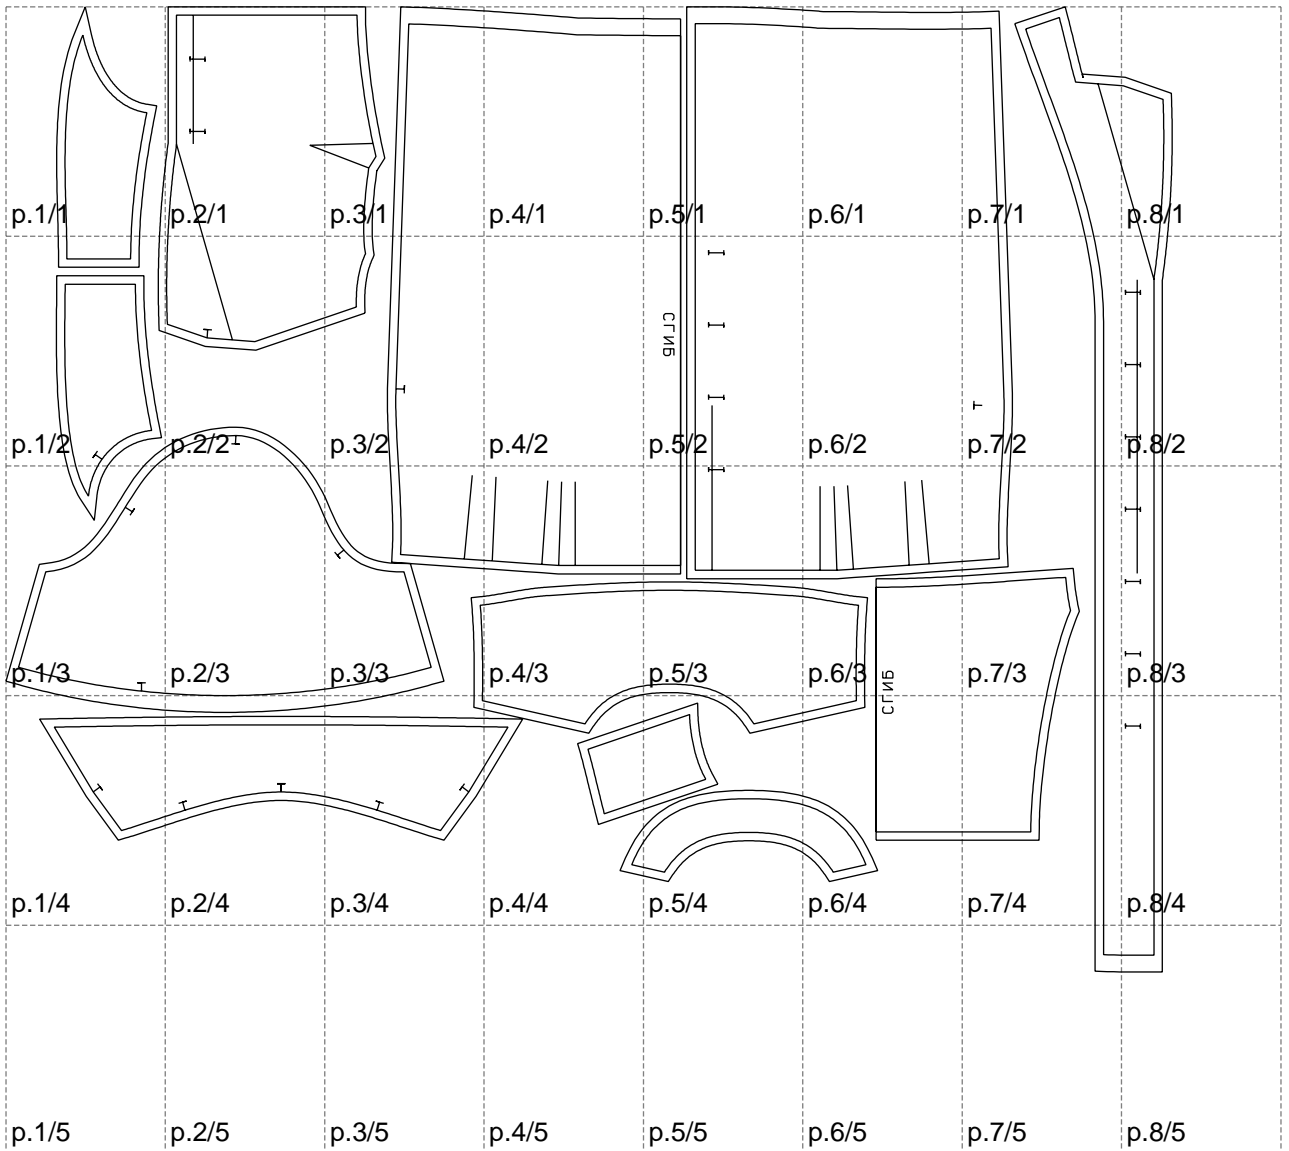 p.1/1 p.2/1 p.3/1 p.4/1 p.5/1 p.6/1 p.7/1 p.8/1
СГИБ
p.1/2 p.2/2 p.3/2 p.4/2 p.5/2 p.6/2 p.7/2 p.8/2
p.1/3 p.2/3 p.3/3 p.4/3 p.5/3 p.6/3 p.7/3 p.8/3
СГИБ
p.1/4 p.2/4 p.3/4 p.4/4 p.5/4 p.6/4 p.7/4 p.8/4
p.1/5 p.2/5 p.3/5 p.4/5 p.5/5 p.6/5 p.7/5 p.8/5